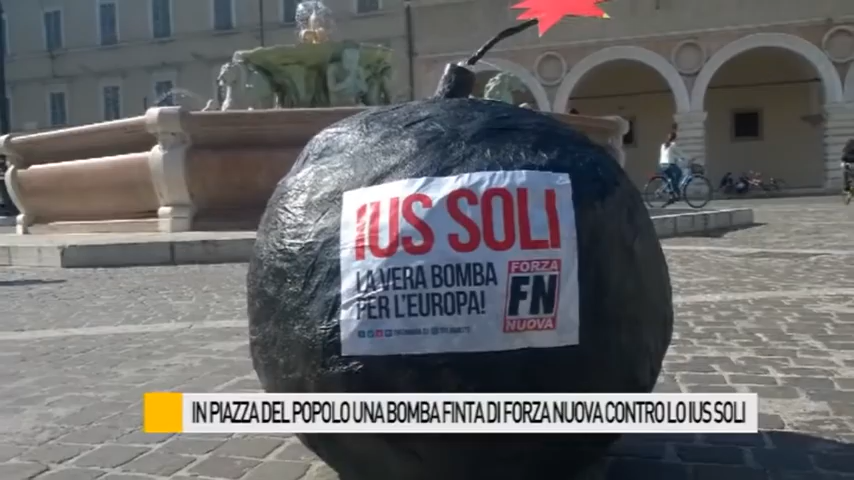 IUS SOLI
LA VERA BOMBA
PER L'EUROPA!
FORZA
FN
NUOVA
IN PIAZZA DEL POPOLO UNA BOMBA FINTA DI FORZA NUOVA CONTRO LO IUS SOLI